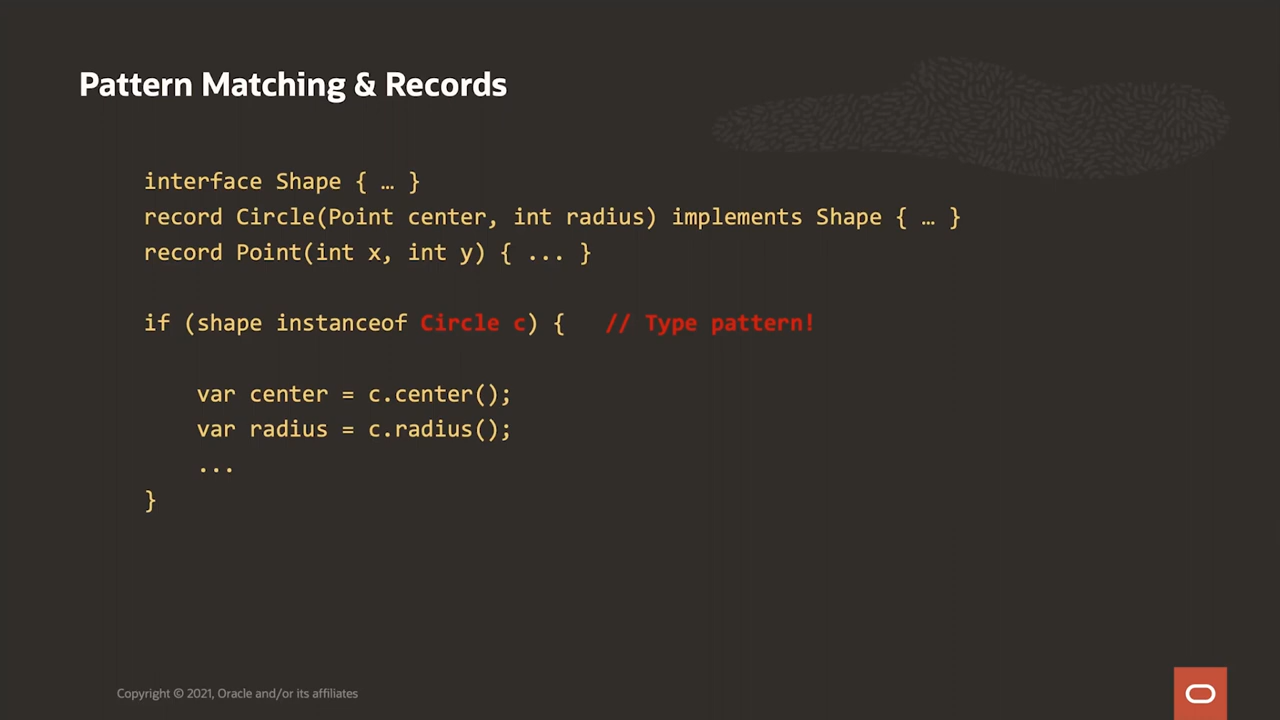 Pattern Matching & Records
interface Shape { … }
record Circle(Point center, int radius) implements Shape { … }
record Point(int x, int y) { ... }
if (shape instanceof Circle c) {   // Type pattern!
var center = c.center();
var radius = c.radius();
...
}
Copyright © 2021, Oracle and/or its affiliates